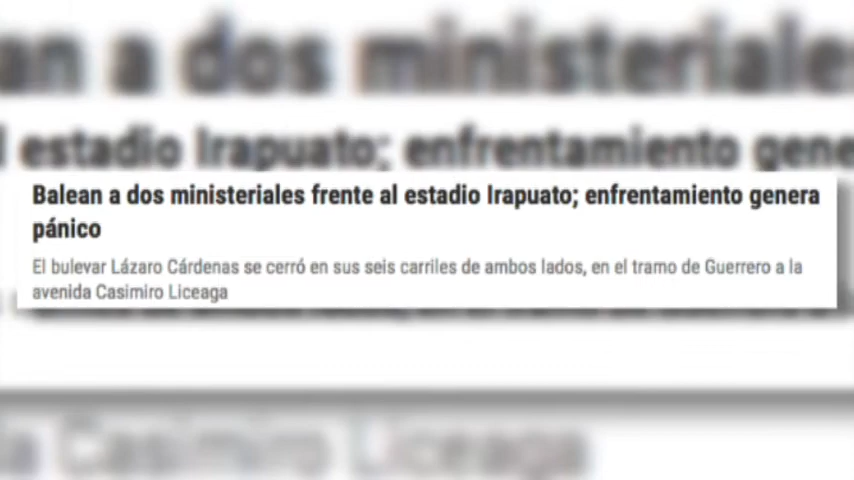 an a dos ministeriales
l estadio Irapuato; enfrentamiento gene
Balean a dos ministeriales frente al estadio Irapuato; enfrentamiento genera
pánico
El bulevar Lázaro Cárdenas se cerró en sus seis carriles de ambos lados, en el tramo de Guerrero a la
avenida Casimiro Liceaga
ia Casimiro Liceaga